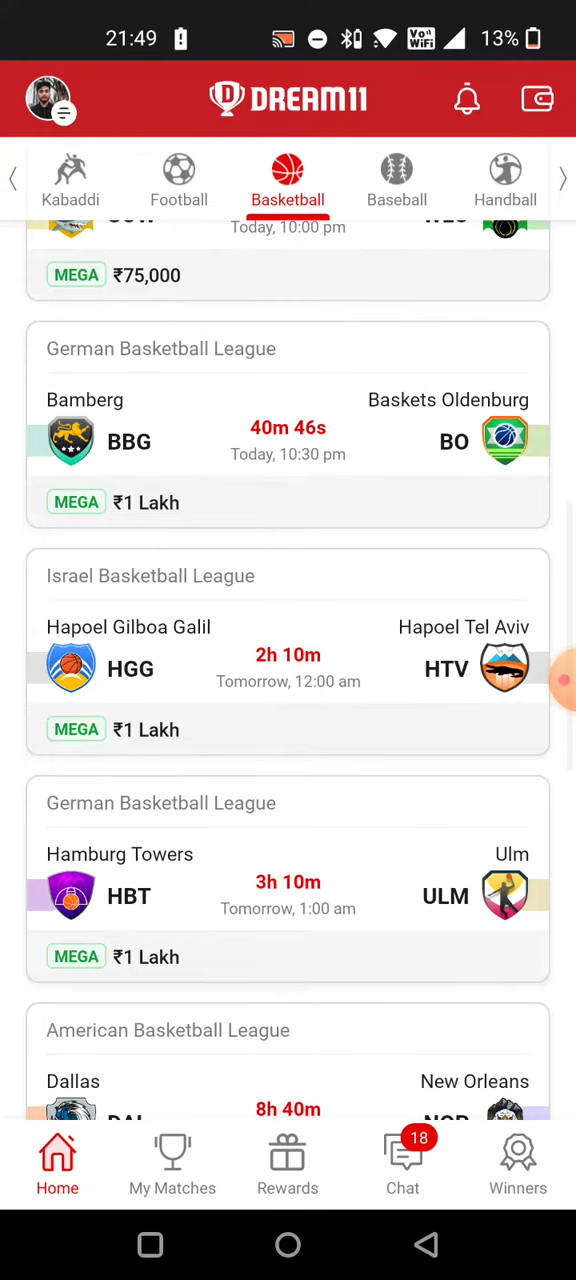 21:49
Vo))
WiFi
13%
DREAM11
Kabaddi
Football
Basketball
Baseball
Handball
Today, 10:00 pm
MEGA ₹75,000
German Basketball League
Bamberg
Baskets Oldenburg
BBG
40m 46s
BO
Today, 10:30 pm
MEGA ₹1 Lakh
Israel Basketball League
Hapoel Gilboa Galil
Hapoel Tel Aviv
HGG
2h 10m
HTV
Tomorrow, 12:00 am
MEGA ₹1 Lakh
German Basketball League
Hamburg Towers
Ulm
HBT
3h 10m
ULM
Tomorrow, 1:00 am
MEGA ₹1 Lakh
American Basketball League
Dallas
New Orleans
DAL
8h 40m
NOR
18
Home
My Matches
Rewards
Chat
Winners